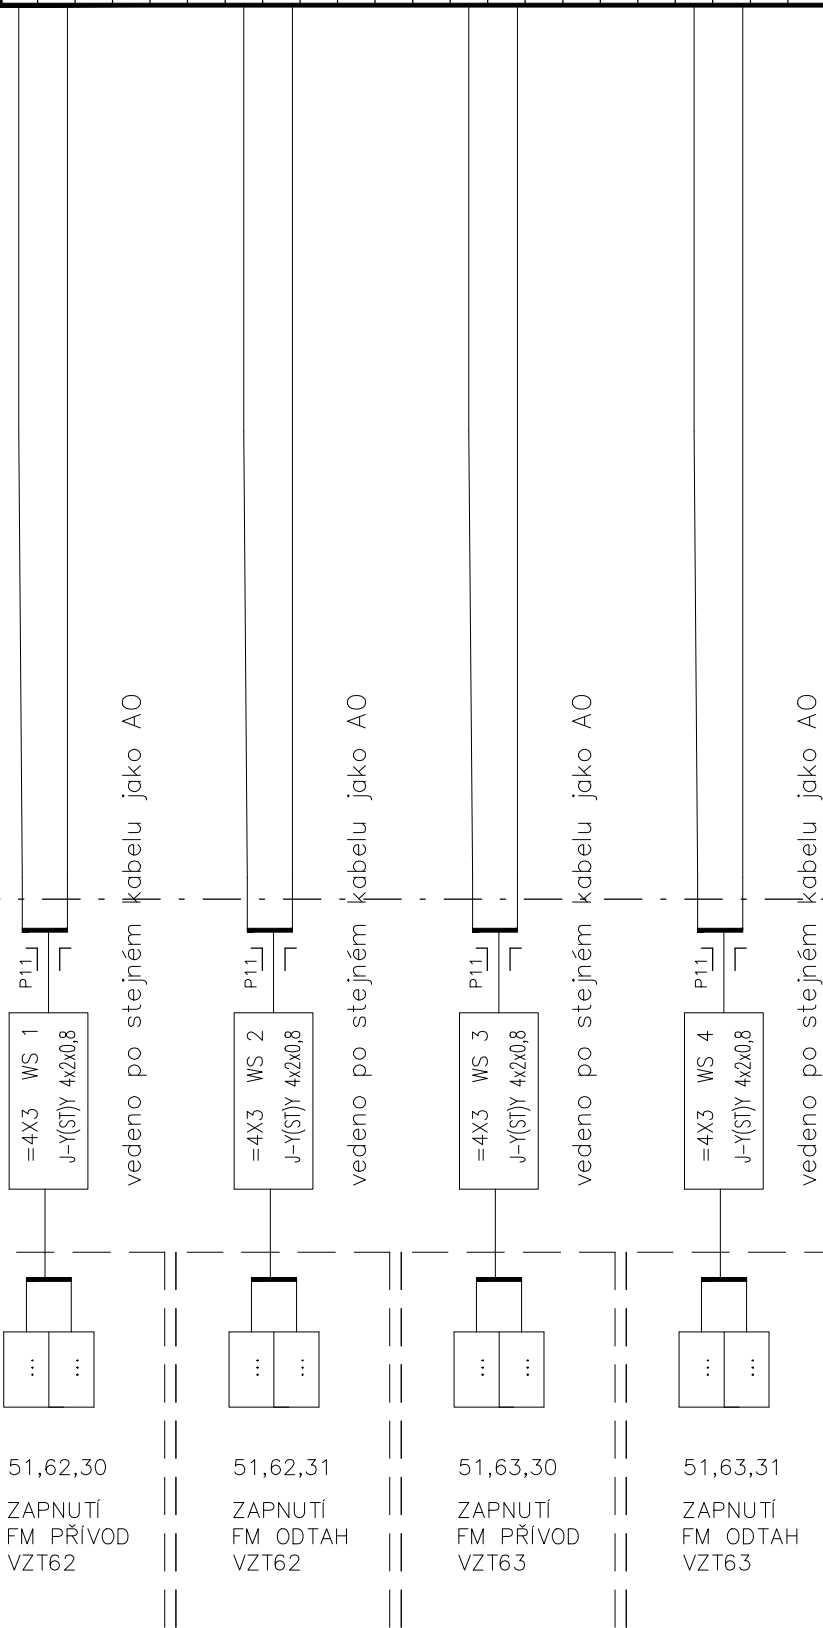 vedeno po stejném kabelu jako AO
P11
=4X3 WS 1
J-Y(ST)Y 4x2x0,8
...
...
51,62,30
ZAPNUTÍ
FM PŘÍVOD
VZT62
vedeno po stejném kabelu jako AO
P11
=4X3 WS 2
J-Y(ST)Y 4x2x0,8
...
...
51,62,31
ZAPNUTÍ
FM ODTAH
VZT62
vedeno po stejném kabelu jako AO
P11
=4X3 WS 3
J-Y(ST)Y 4x2x0,8
...
...
51,63,30
ZAPNUTÍ
FM PŘÍVOD
VZT63
vedeno po stejném kabelu jako AO
P11
=4X3 WS 4
J-Y(ST)Y 4x2x0,8
...
...
51,63,31
ZAPNUTÍ
FM ODTAH
VZT63